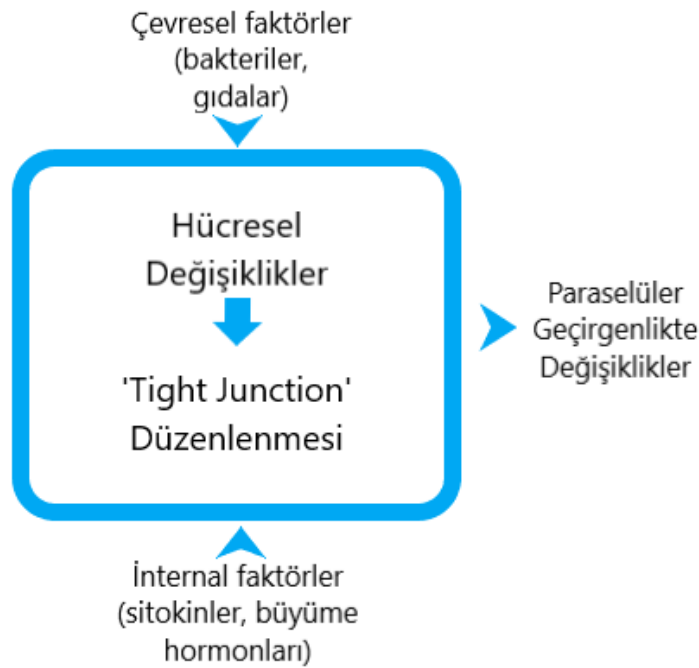 Çevresel faktörler
(bakteriler,
gıdalar)
Hücresel
Değişiklikler
'Tight Junction'
Düzenlenmesi
Paraselüler
Geçirgenlikte
Değişiklikler
İnternal faktörler
(sitokinler, büyüme
hormonları)